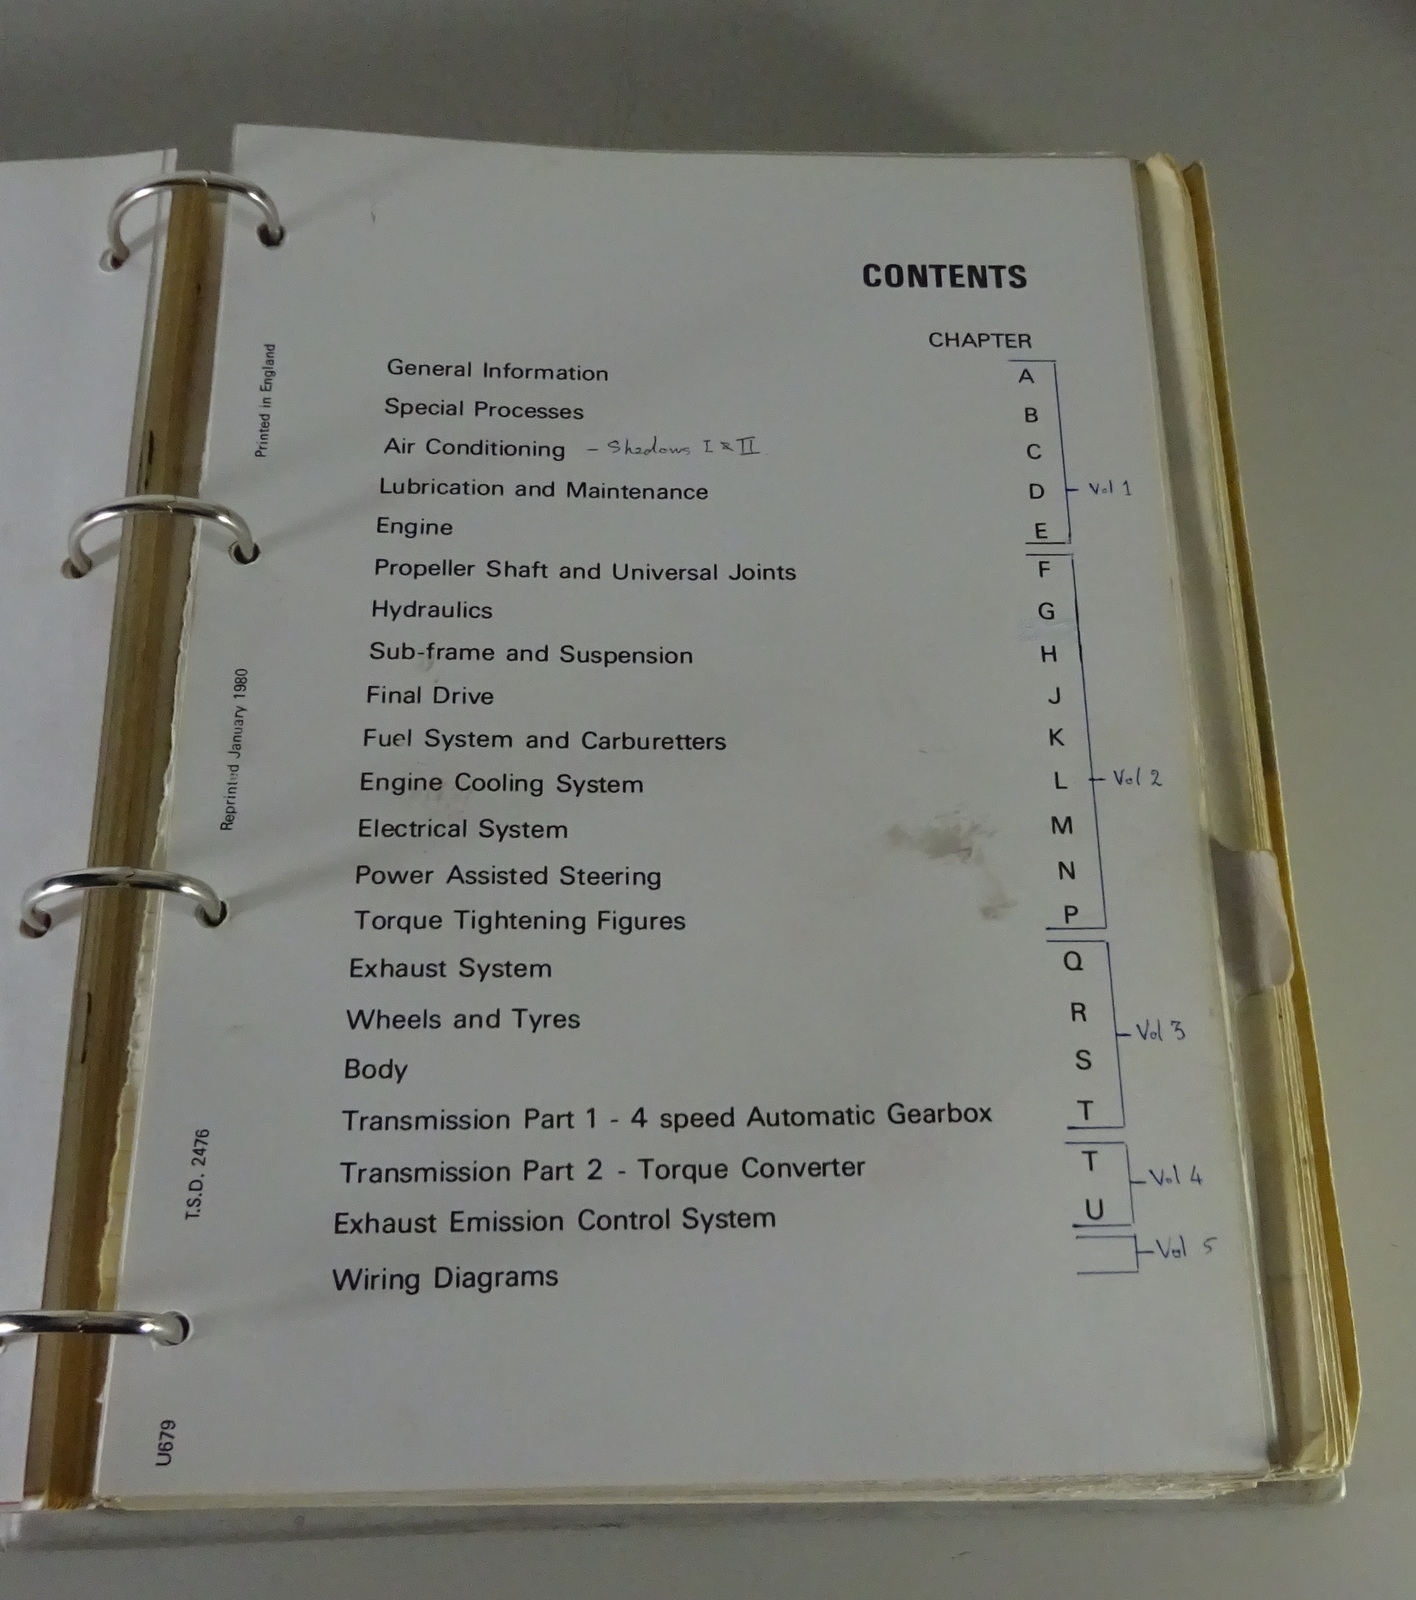 CONTENTS
CHAPTER
General Information A
Special Processes B
Air Conditioning - Shadows I & II C
Lubrication and Maintenance D - Vol 1
Engine E
Propeller Shaft and Universal Joints F
Hydraulics G
Sub-frame and Suspension H
Final Drive J
Fuel System and Carburetters K
Engine Cooling System L - Vol 2
Electrical System M
Power Assisted Steering N
Torque Tightening Figures P
Exhaust System Q
Wheels and Tyres R - Vol 3
Body S
Transmission Part 1 - 4 speed Automatic Gearbox T
Transmission Part 2 - Torque Converter T - Vol 4
Exhaust Emission Control System U
Wiring Diagrams - Vol 5
Printed in England
Reprinted January 1980
T.S.D. 2476
U679